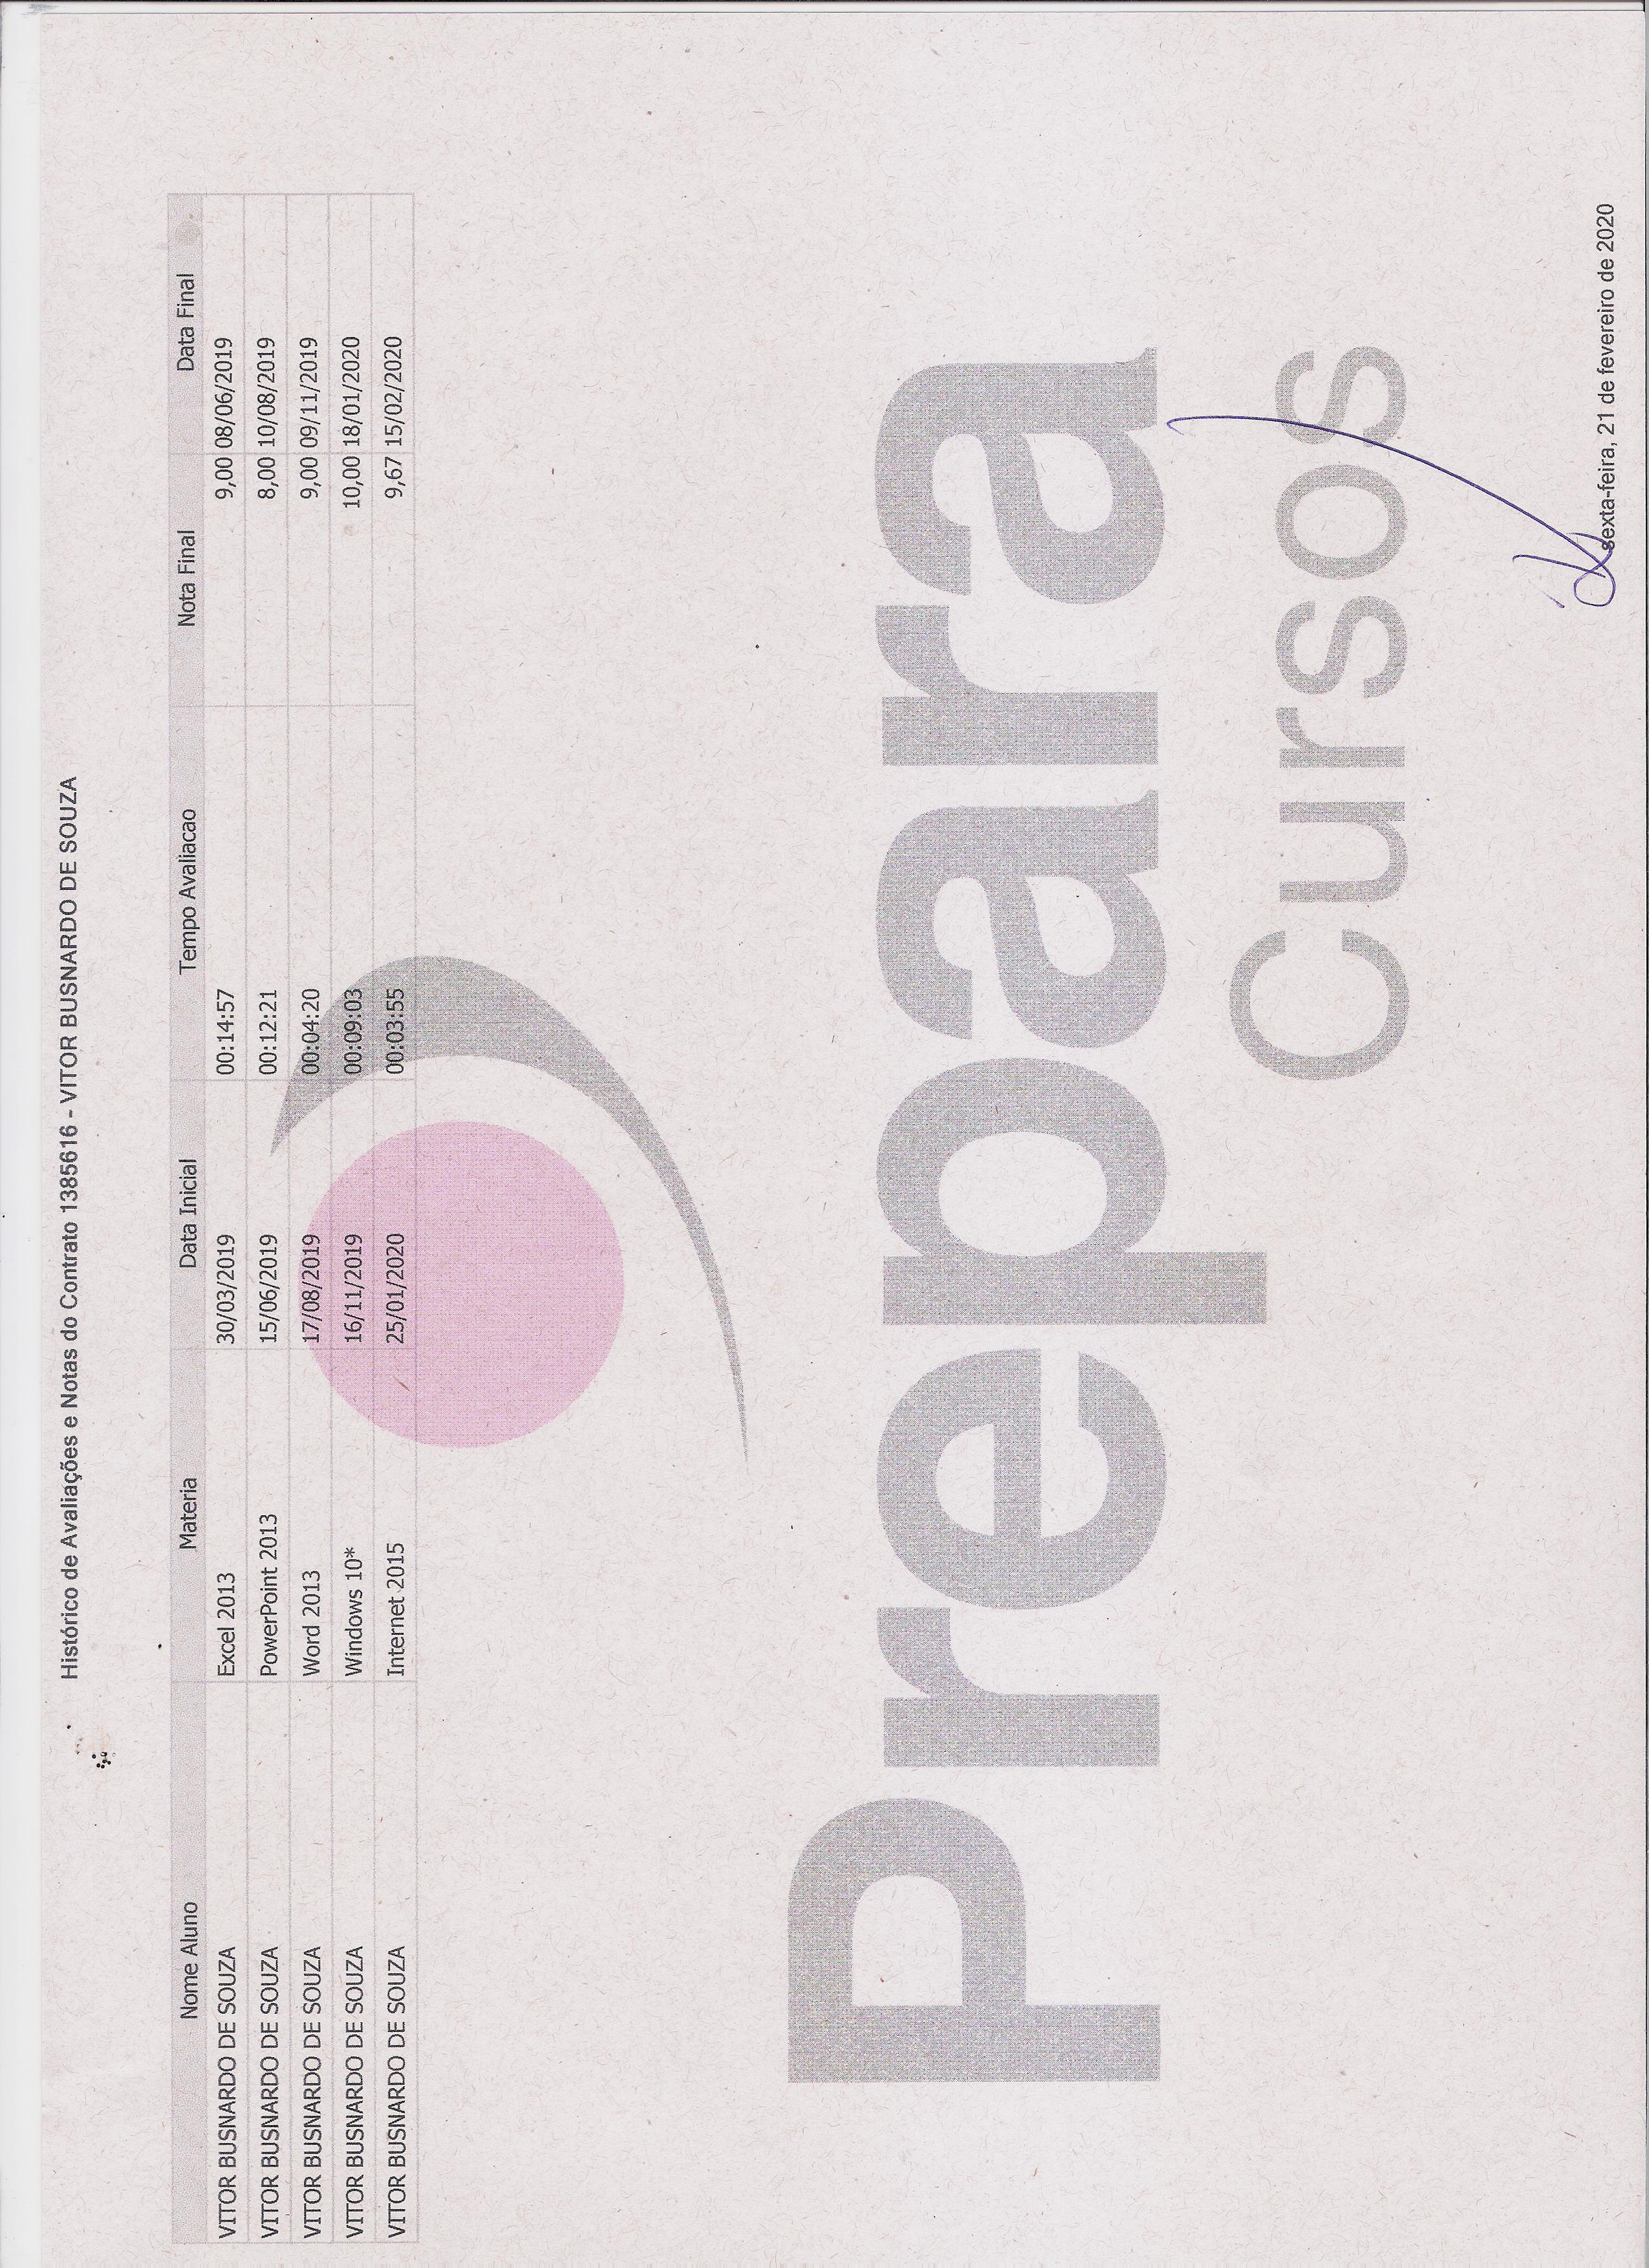 Histórico de Avaliações e Notas do Contrato 1385616 - VITOR BUSNARDO DE SOUZA
Nome Aluno Materia Data Inicial Tempo Avaliacao Nota Final Data Final
VITOR BUSNARDO DE SOUZA Excel 2013 30/03/2019 00:14:57 9,00 08/06/2019
VITOR BUSNARDO DE SOUZA PowerPoint 2013 15/06/2019 00:12:21 8,00 10/08/2019
VITOR BUSNARDO DE SOUZA Word 2013 17/08/2019 00:04:20 9,00 09/11/2019
VITOR BUSNARDO DE SOUZA Windows 10* 16/11/2019 00:09:03 10,00 18/01/2020
VITOR BUSNARDO DE SOUZA Internet 2015 25/01/2020 00:03:55 9,67 15/02/2020
Prepara
Cursos
sexta-feira, 21 de fevereiro de 2020